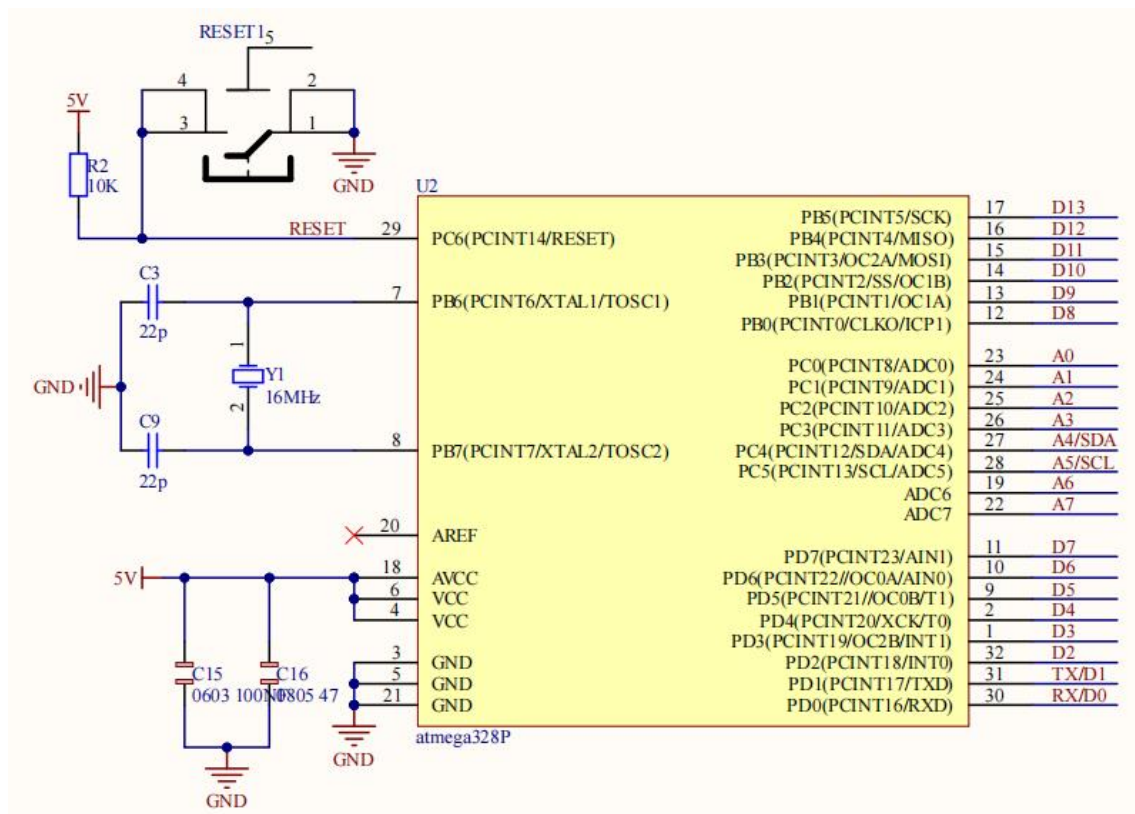 RESET1
5
4
2
3
1
5V
R2
10K
GND
U2
RESET
29
PC6(PCINT14/RESET)
C3
22p
7
PB6(PCINT6/XTAL1/TOSC1)
1
Y1
16MHz
2
GND
C9
22p
8
PB7(PCINT7/XTAL2/TOSC2)
20
AREF
5V
18
AVCC
6
VCC
4
VCC
3
GND
5
GND
21
GND
C15
0603 100NF
C16
0805 47
GND
GND
atmega328P
PB5(PCINT5/SCK) 17 D13
PB4(PCINT4/MISO) 16 D12
PB3(PCINT3/OC2A/MOSI) 15 D11
PB2(PCINT2/SS/OC1B) 14 D10
PB1(PCINT1/OC1A) 13 D9
PB0(PCINT0/CLKO/ICP1) 12 D8
PC0(PCINT8/ADC0) 23 A0
PC1(PCINT9/ADC1) 24 A1
PC2(PCINT10/ADC2) 25 A2
PC3(PCINT11/ADC3) 26 A3
PC4(PCINT12/SDA/ADC4) 27 A4/SDA
PC5(PCINT13/SCL/ADC5) 28 A5/SCL
ADC6 19 A6
ADC7 22 A7
PD7(PCINT23/AIN1) 11 D7
PD6(PCINT22//OC0A/AIN0) 10 D6
PD5(PCINT21//OC0B/T1) 9 D5
PD4(PCINT20/XCK/T0) 2 D4
PD3(PCINT19/OC2B/INT1) 1 D3
PD2(PCINT18/INT0) 32 D2
PD1(PCINT17/TXD) 31 TX/D1
PD0(PCINT16/RXD) 30 RX/D0